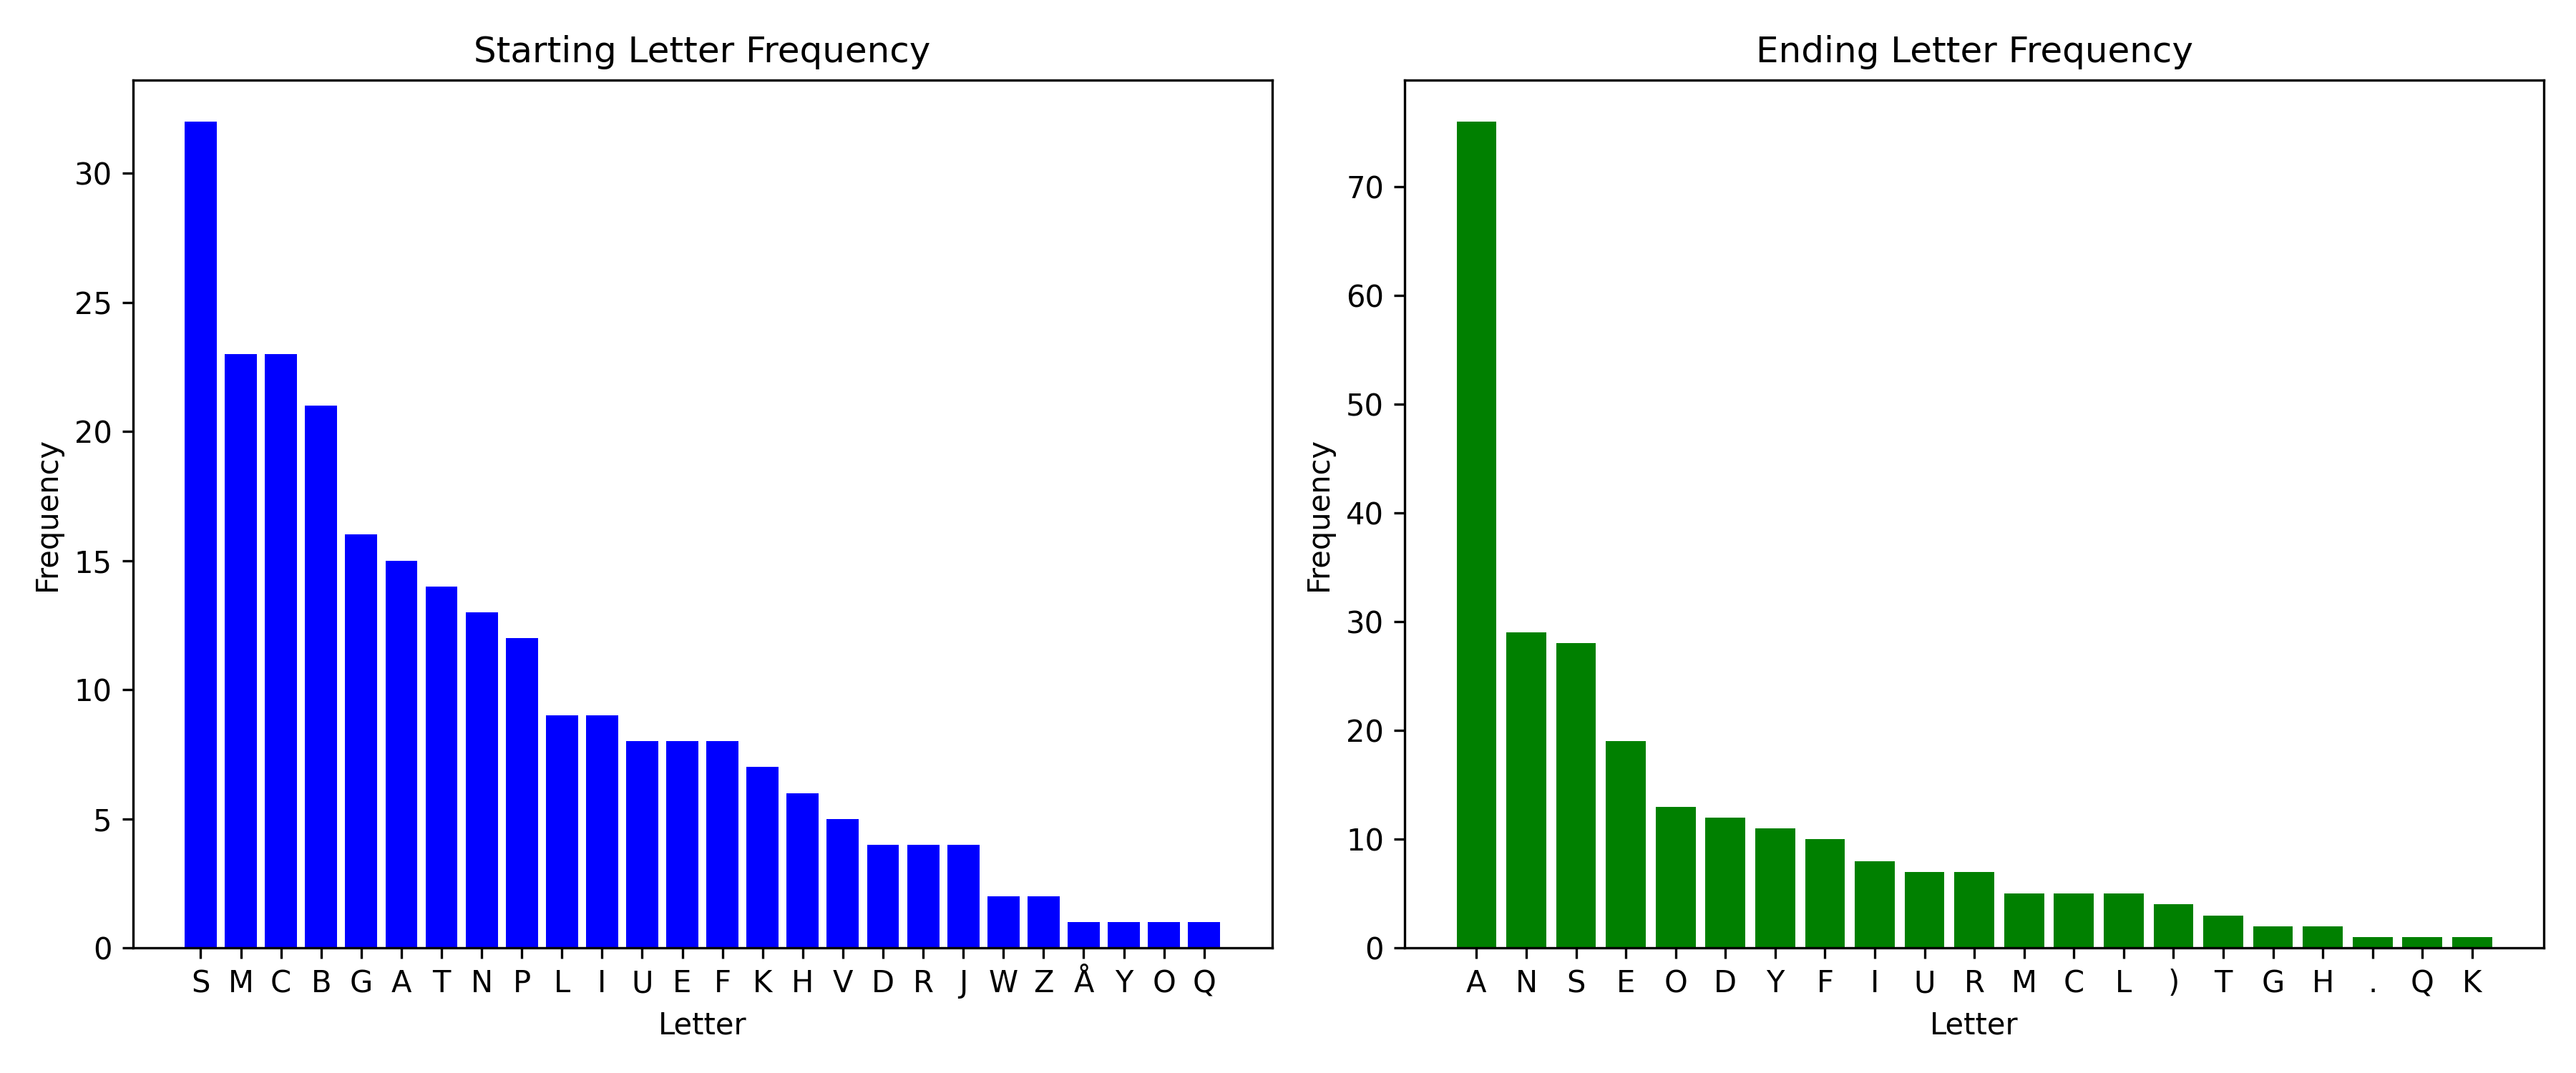 Starting Letter Frequency
Frequency
30
25
20
15
10
5
0
S M C B G A T N P L I U E F K H V D R J W Z Å Y O Q
Letter
Ending Letter Frequency
Frequency
70
60
50
40
30
20
10
0
A N S E O D Y F I U R M C L ) T G H . Q K
Letter